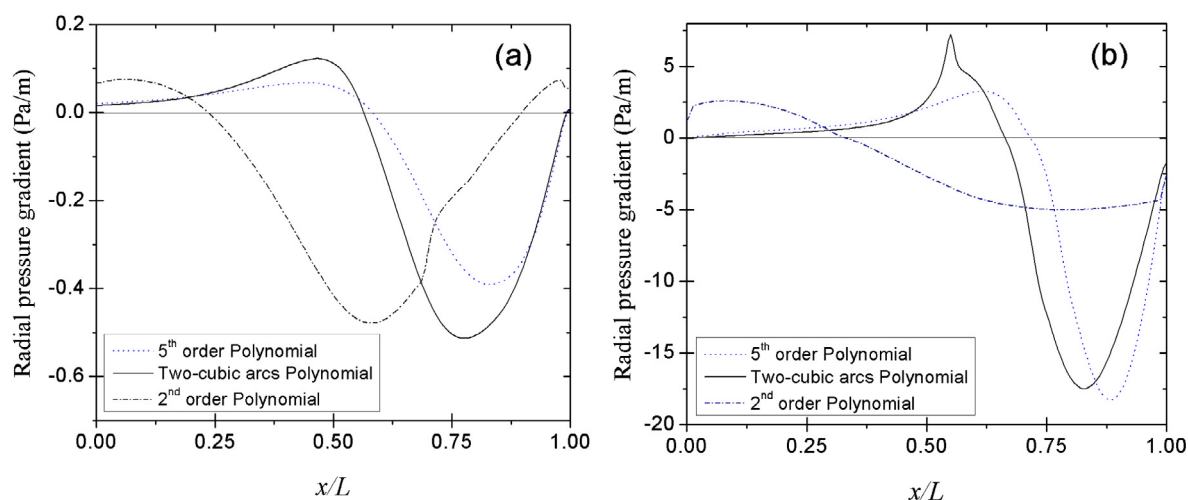 (a)
Radial pressure gradient (Pa/m)
0.2
0.0
-0.2
-0.4
-0.6
5th order Polynomial
Two-cubic arcs Polynomial
2nd order Polynomial
0.00 0.25 0.50 0.75 1.00
x/L
(b)
Radial pressure gradient (Pa/m)
5
0
-5
-10
-15
-20
5th order Polynomial
Two-cubic arcs Polynomial
2nd order Polynomial
0.00 0.25 0.50 0.75 1.00
x/L